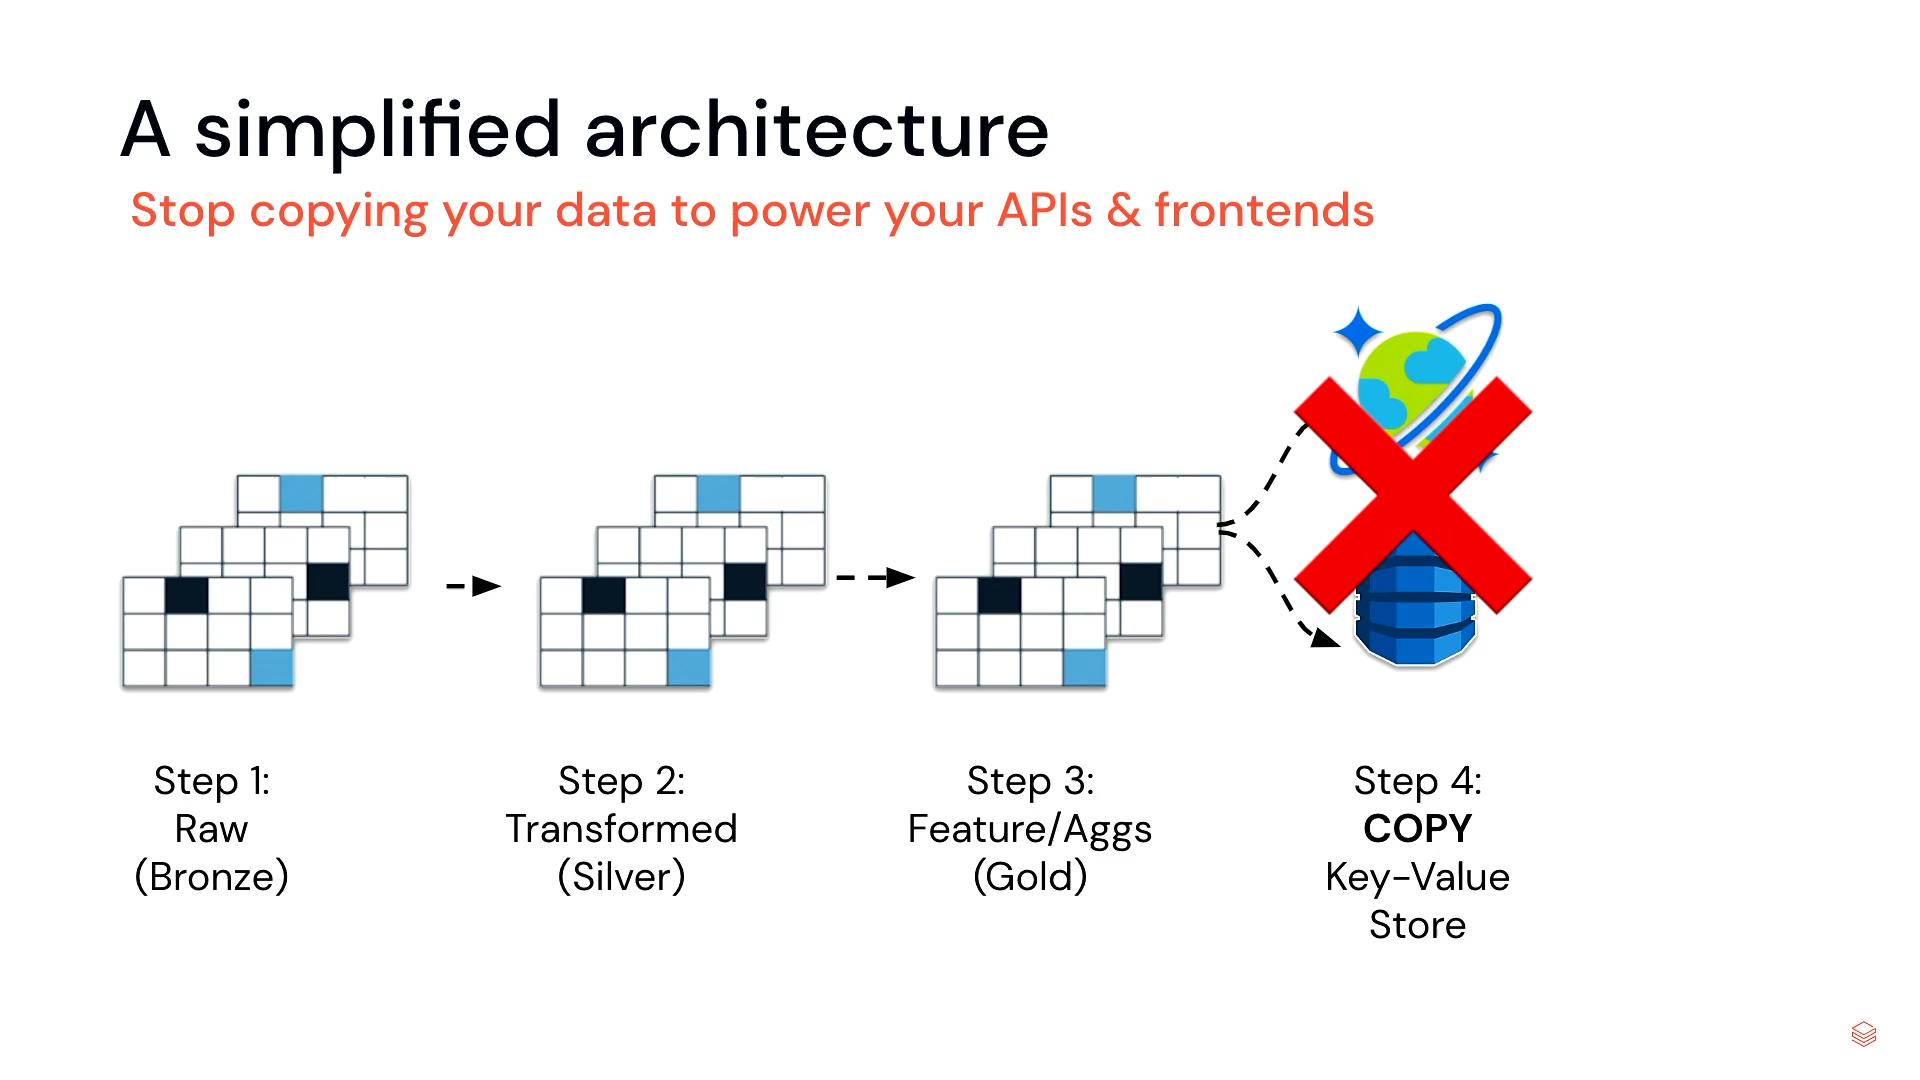 A simplified architecture
Stop copying your data to power your APIs & frontends
Step 1:
Raw
(Bronze)
Step 2:
Transformed
(Silver)
Step 3:
Feature/Aggs
(Gold)
Step 4:
COPY
Key-Value
Store